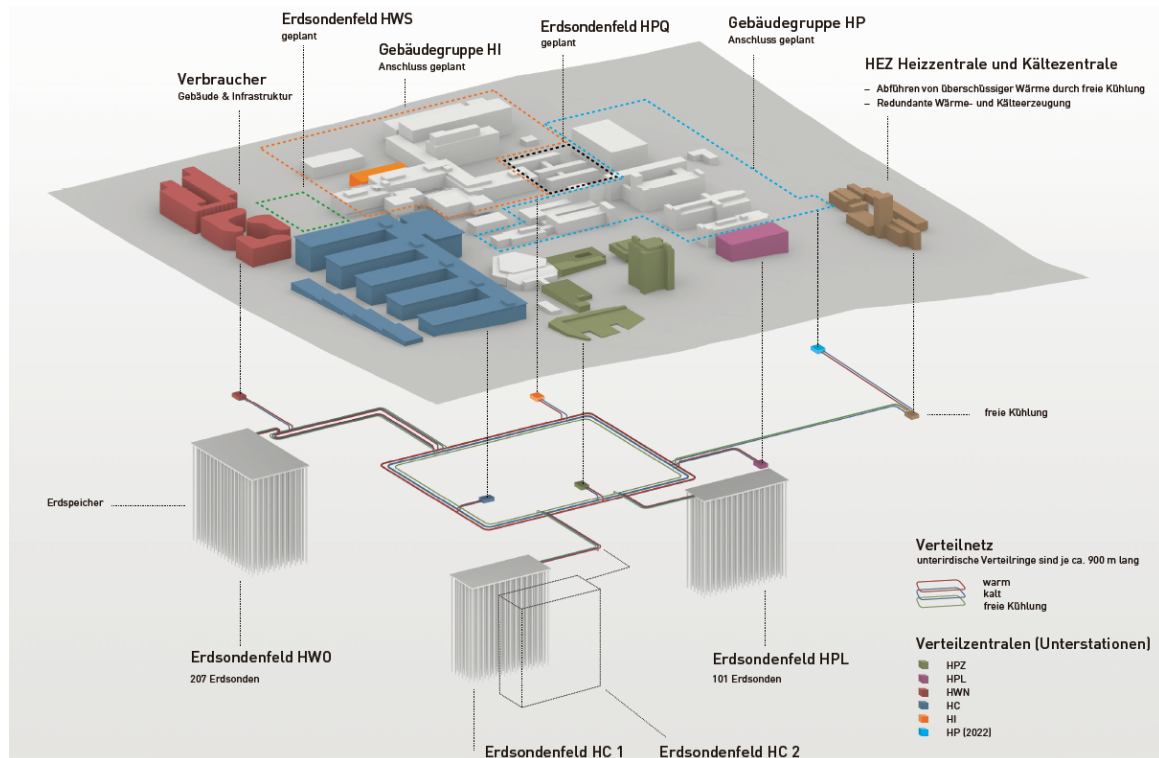 Erdsondenfeld HWS
geplant
Erdsondenfeld HPQ
geplant
Gebäudegruppe HP
Anschluss geplant
Gebäudegruppe HI
Anschluss geplant
Verbraucher
Gebäude & Infrastruktur
HEZ Heizzentrale und Kältezentrale
– Abführen von überschüssiger Wärme durch freie Kühlung
– Redundante Wärme- und Kälteerzeugung
freie Kühlung
Erdspeicher
Verteilnetz
unterirdische Verteilringe sind je ca. 900 m lang
warm
kalt
freie Kühlung
Erdsondenfeld HWO
207 Erdsonden
Erdsondenfeld HPL
101 Erdsonden
Verteilzentralen (Unterstationen)
HPZ
HPL
HWN
HC
HI
HP (2022)
Erdsondenfeld HC 1
Erdsondenfeld HC 2